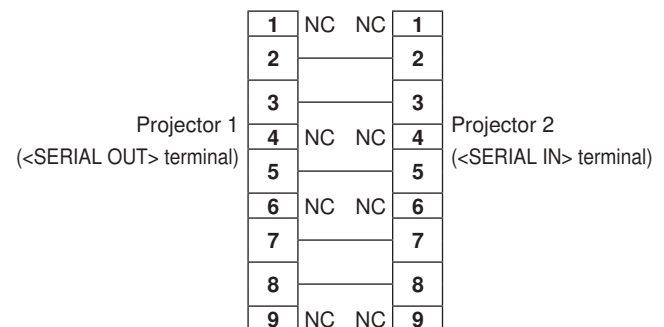 1 NC NC 1
2 2
3 3
Projector 1
(<SERIAL OUT> terminal)
4 NC NC 4
Projector 2
(<SERIAL IN> terminal)
5 5
6 NC NC 6
7 7
8 8
9 NC NC 9